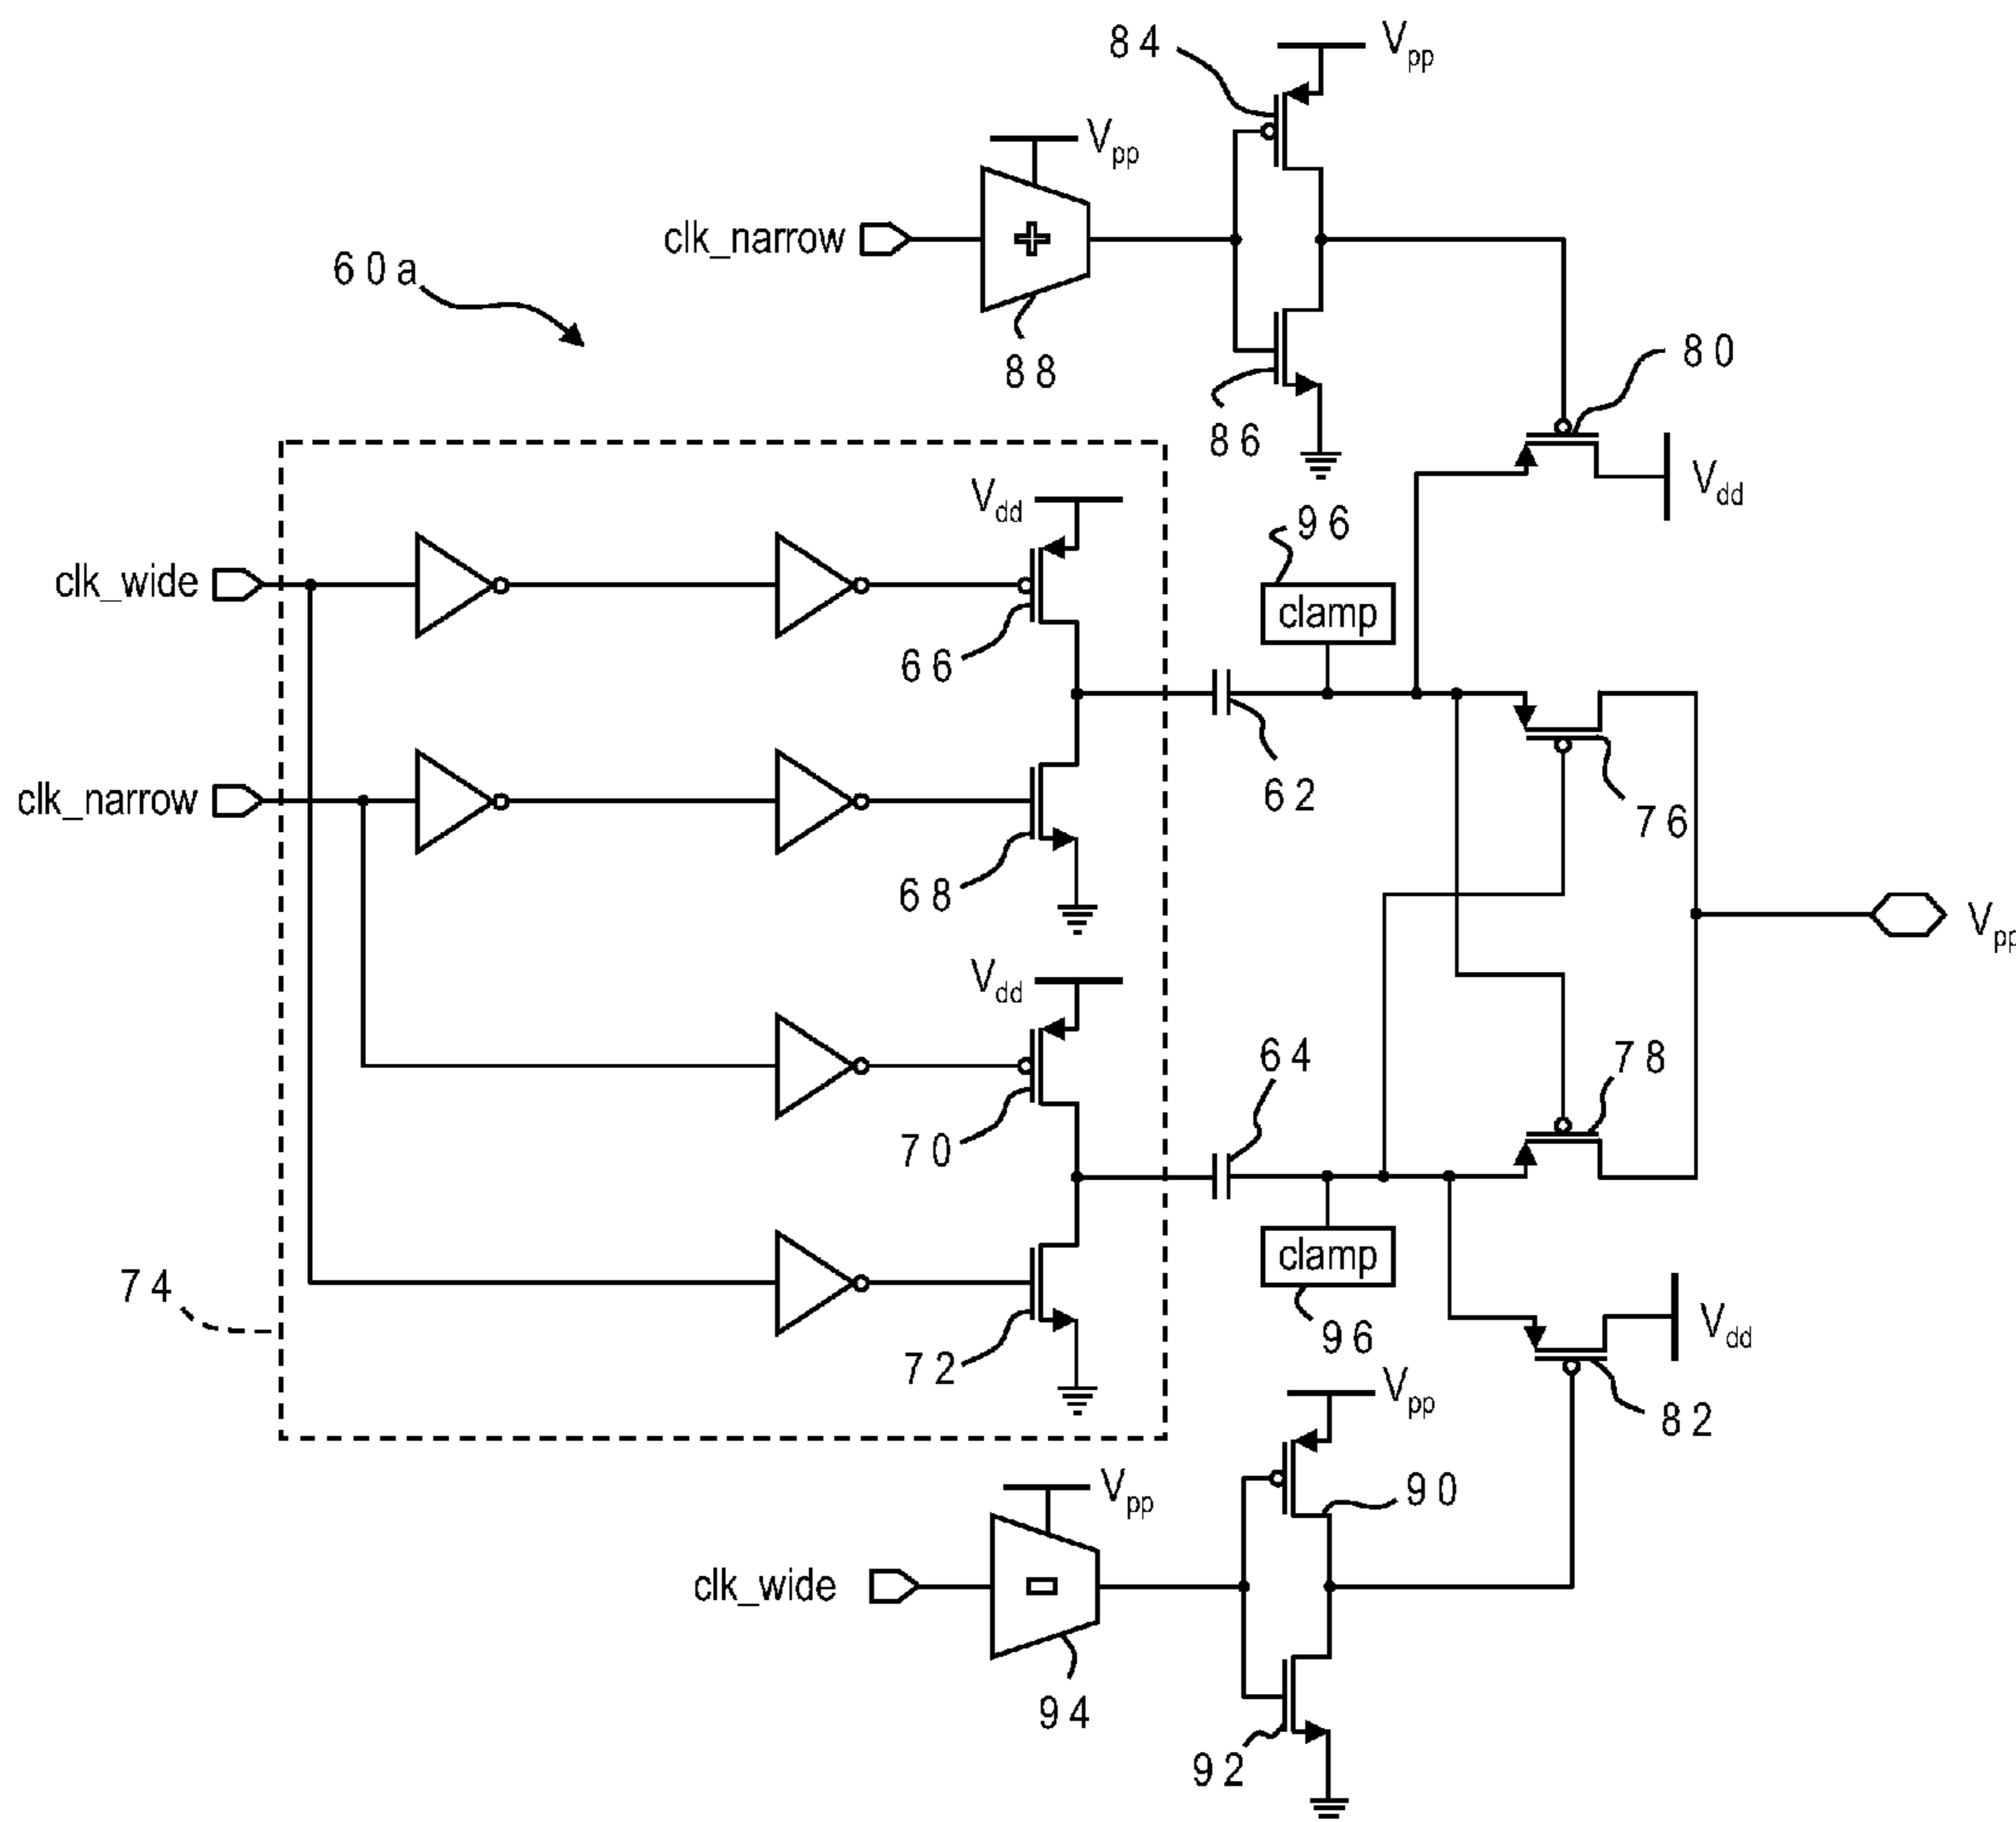 84
Vpp
Vpp
clk_narrow
60a
88
86
80
Vdd
96
clamp
Vdd
clk_wide
66
62
clk_narrow
76
68
Vpp
Vdd
64
78
70
clamp
96
74
72
Vdd
82
Vpp
90
Vpp
clk_wide
94
92